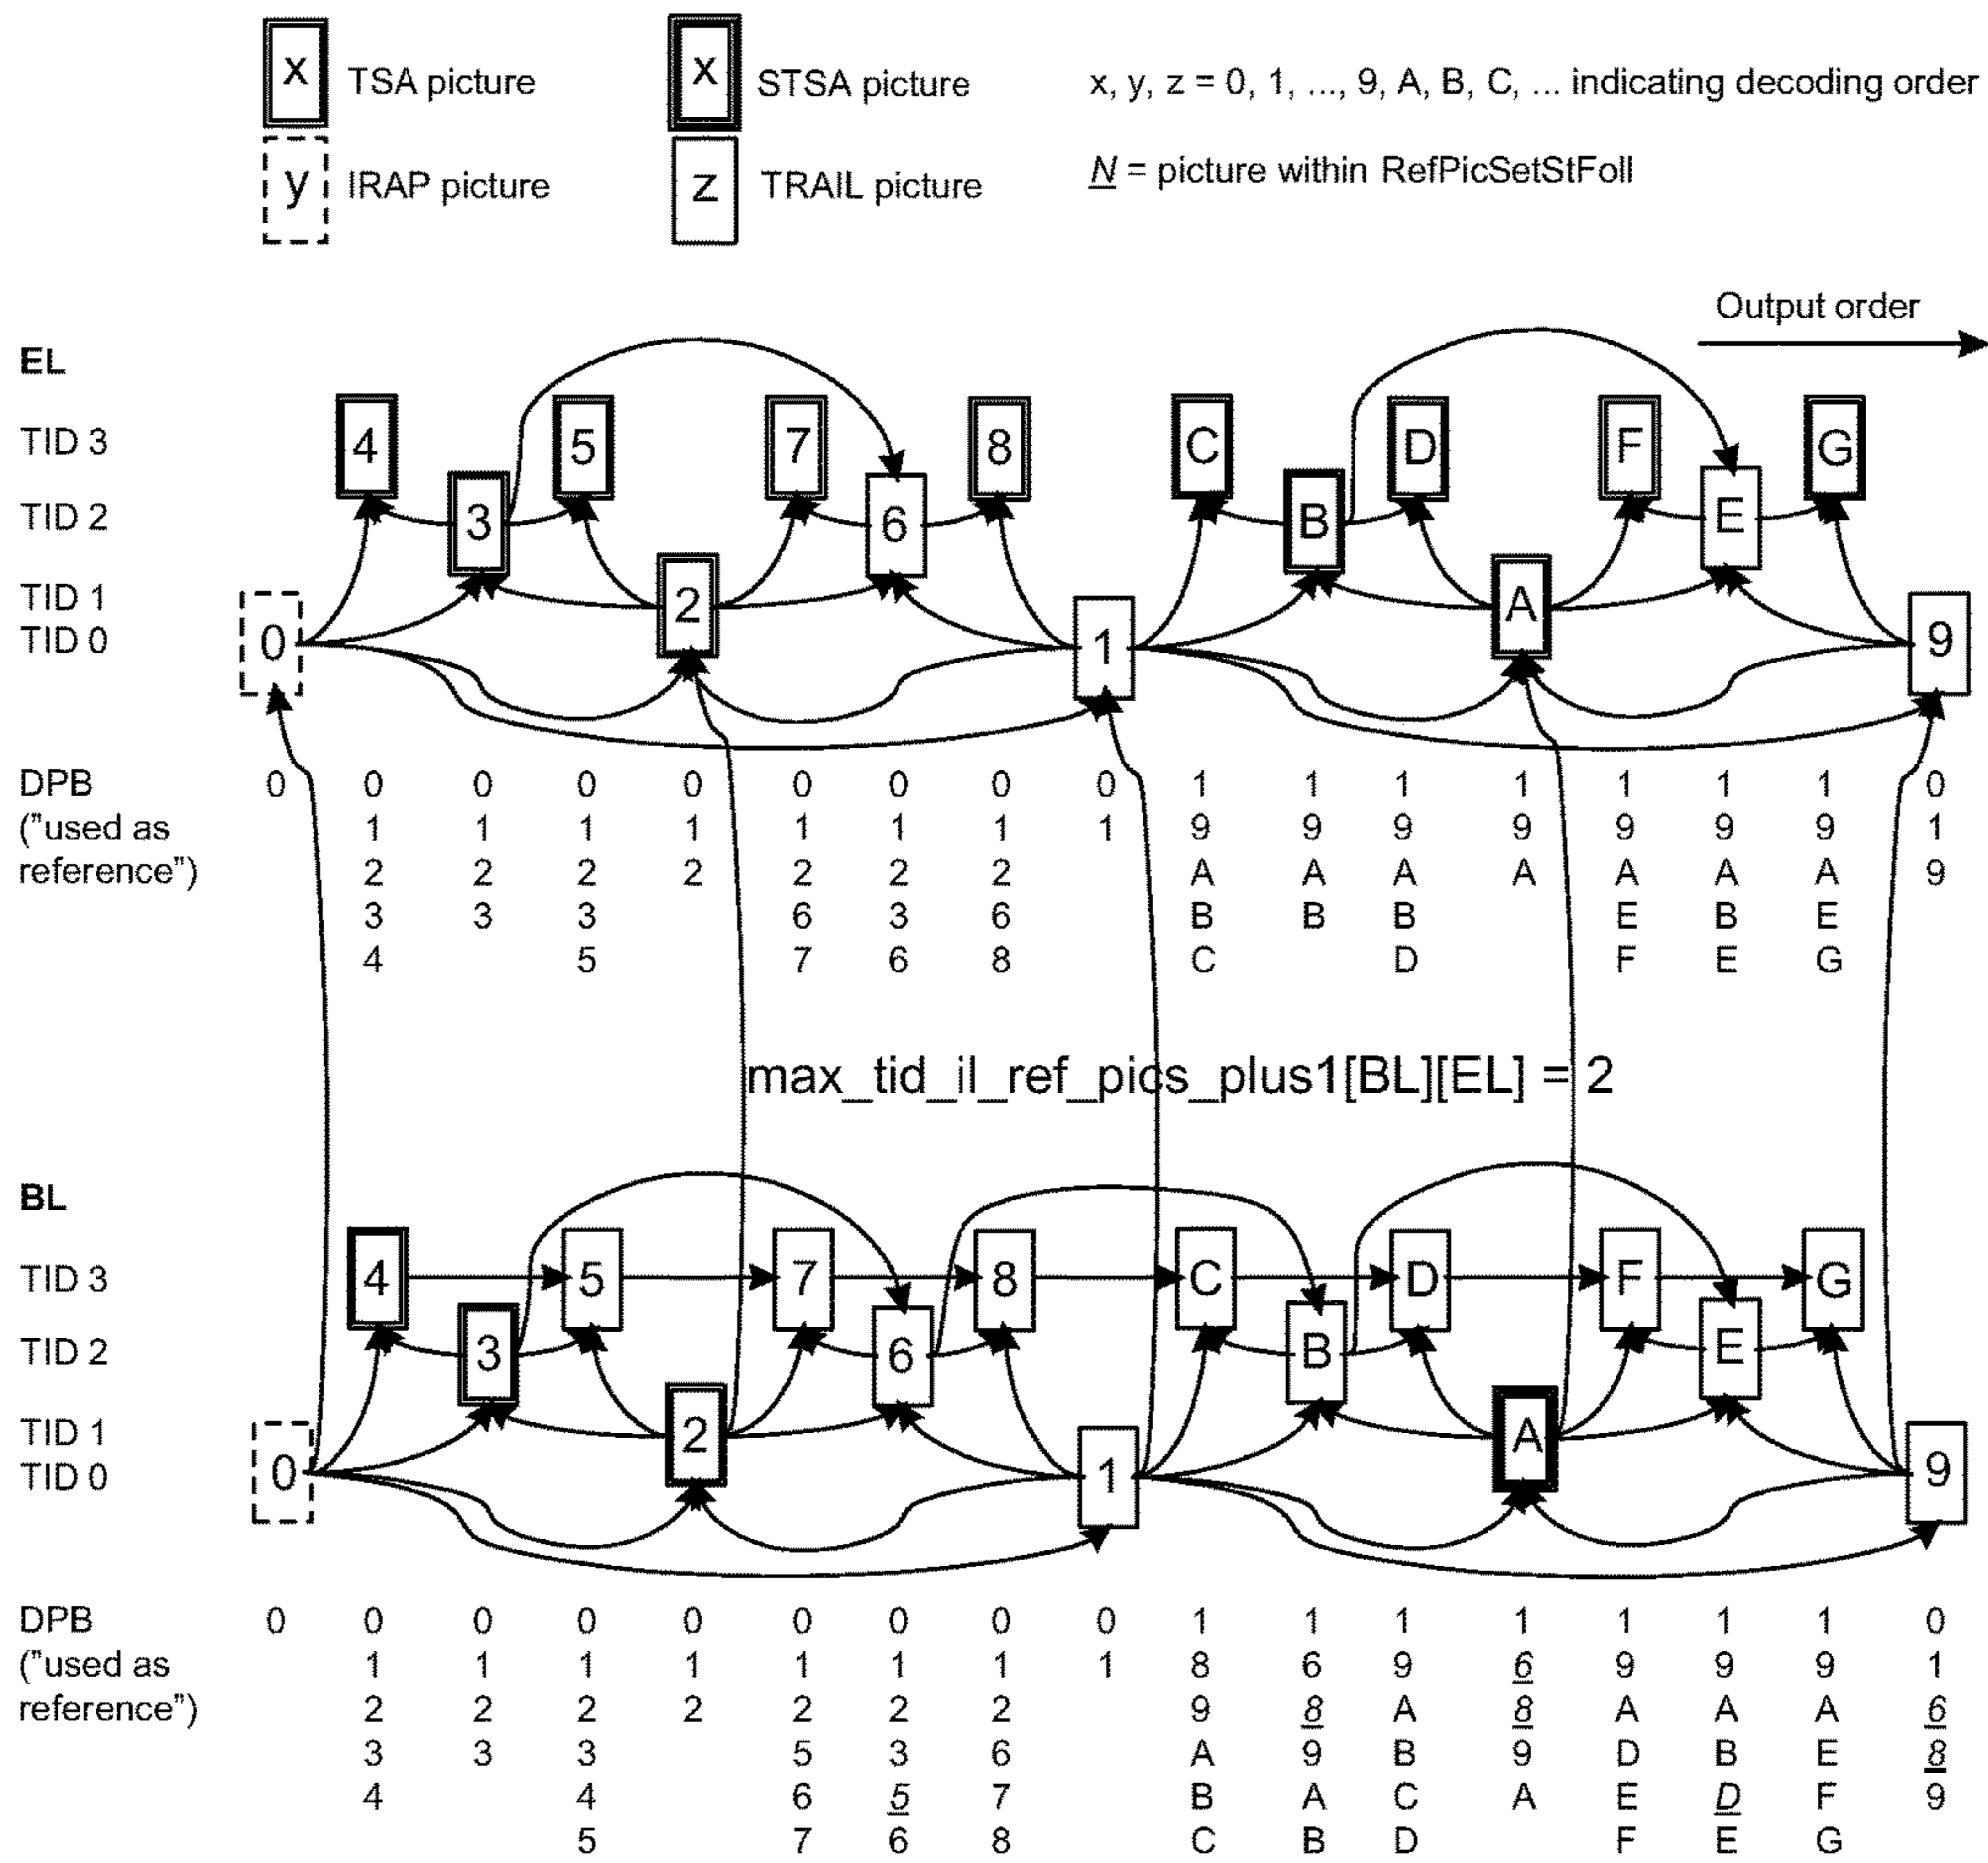 x TSA picture x STSA picture x, y, z = 0, 1, ..., 9, A, B, C, ... indicating decoding order
y IRAP picture z TRAIL picture N = picture within RefPicSetStFoll
Output order
EL
TID 3 4 5 7 8 C D F G
TID 2 3 6 B E
TID 1 2 A
TID 0 0 1 9
DPB 0 0 0 0 0 0 0 0 0 1 1 1 1 1 1 1 0
("used as 1 1 1 1 1 1 1 1 9 9 9 9 9 9 9 1
reference") 2 2 2 2 2 2 2 A A A A A A A 9
3 3 3 6 3 6 B B B E B E
4 5 7 6 8 C D F E G
max_tid_il_ref_pics_plus1[BL][EL] = 2
BL
TID 3 4 5 7 8 C D F G
TID 2 3 6 B E
TID 1 2 A
TID 0 0 1 9
DPB 0 0 0 0 0 0 0 0 0 1 1 1 1 1 1 1 0
("used as 1 1 1 1 1 1 1 1 8 6 9 6 9 9 9 1
reference") 2 2 2 2 2 2 2 9 8 A 8 A A A 6
3 3 3 5 3 6 A 9 B 9 D B E 8
4 4 6 5 7 B A C A E D F 9
5 7 6 8 C B D F E G